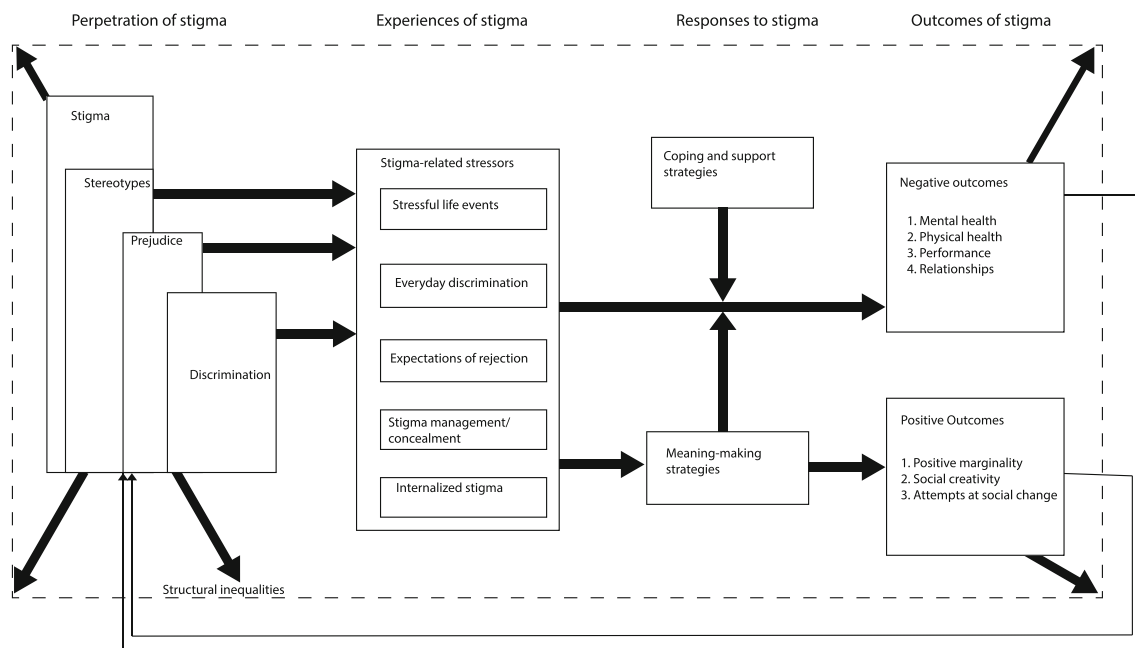 Perpetration of stigma
Experiences of stigma
Responses to stigma
Outcomes of stigma
Stigma
Stereotypes
Prejudice
Discrimination
Structural inequalities
Stigma-related stressors
Stressful life events
Everyday discrimination
Expectations of rejection
Stigma management/
concealment
Internalized stigma
Coping and support
strategies
Meaning-making
strategies
Negative outcomes
1. Mental health
2. Physical health
3. Performance
4. Relationships
Positive Outcomes
1. Positive marginality
2. Social creativity
3. Attempts at social change